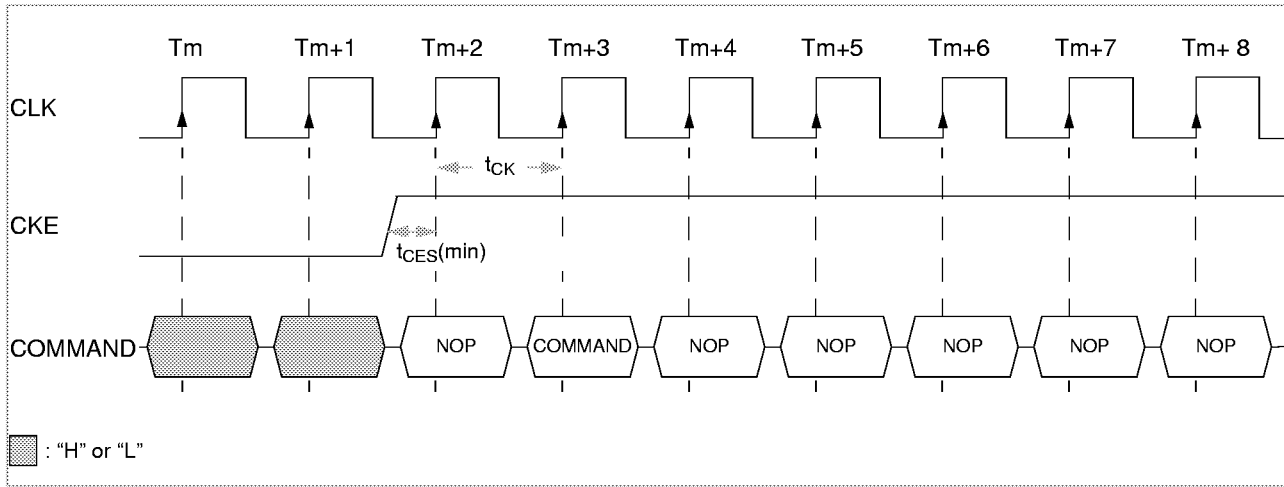 Tm Tm+1 Tm+2 Tm+3 Tm+4 Tm+5 Tm+6 Tm+7 Tm+ 8
CLK
tCK
CKE
tCES(min)
COMMAND NOP COMMAND NOP NOP NOP NOP NOP
: “H” or “L”